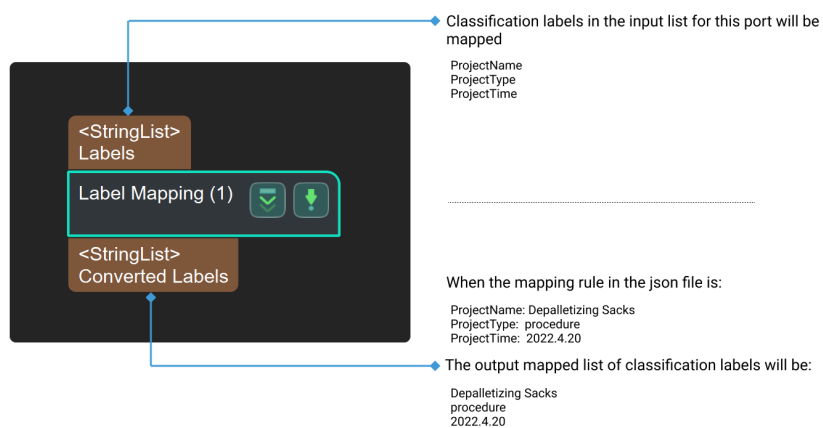 Classification labels in the input list for this port will be
mapped
ProjectName
ProjectType
ProjectTime
<StringList>
Labels
Label Mapping (1)
<StringList>
Converted Labels
When the mapping rule in the json file is:
ProjectName: Depalletizing Sacks
ProjectType: procedure
ProjectTime: 2022.4.20
The output mapped list of classification labels will be:
Depalletizing Sacks
procedure
2022.4.20